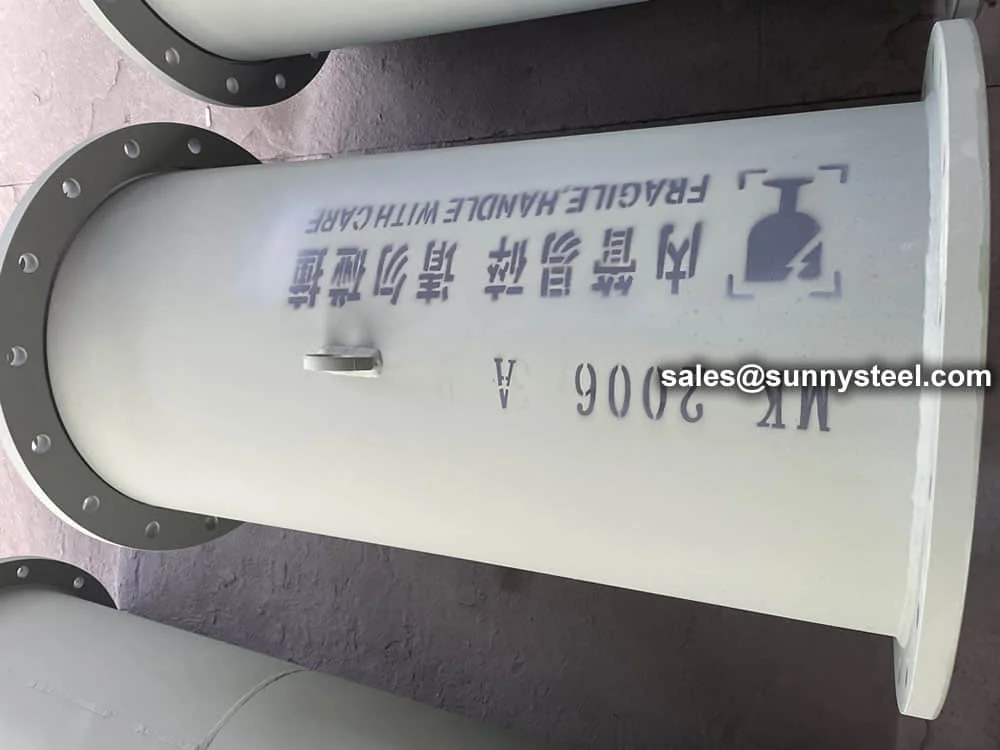 MK 2006 A
内管易碎 请勿碰撞
FRAGILE,HANDLE WITH CARE
sales@sunnysteel.com